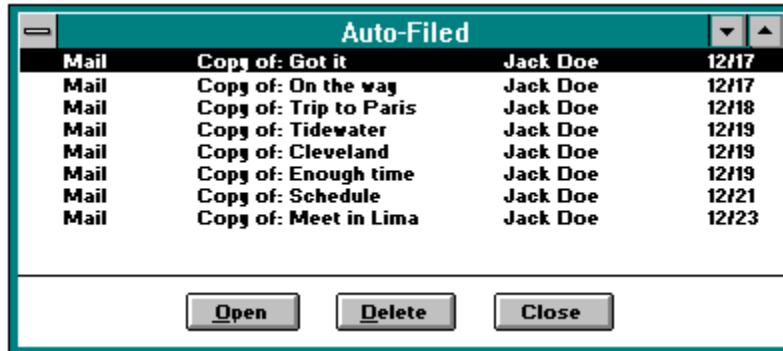 Auto-Filed
Mail Copy of: Got it Jack Doe 12/17
Mail Copy of: On the way Jack Doe 12/17
Mail Copy of: Trip to Paris Jack Doe 12/18
Mail Copy of: Tidewater Jack Doe 12/19
Mail Copy of: Cleveland Jack Doe 12/19
Mail Copy of: Enough time Jack Doe 12/19
Mail Copy of: Schedule Jack Doe 12/21
Mail Copy of: Meet in Lima Jack Doe 12/23
Open Delete Close